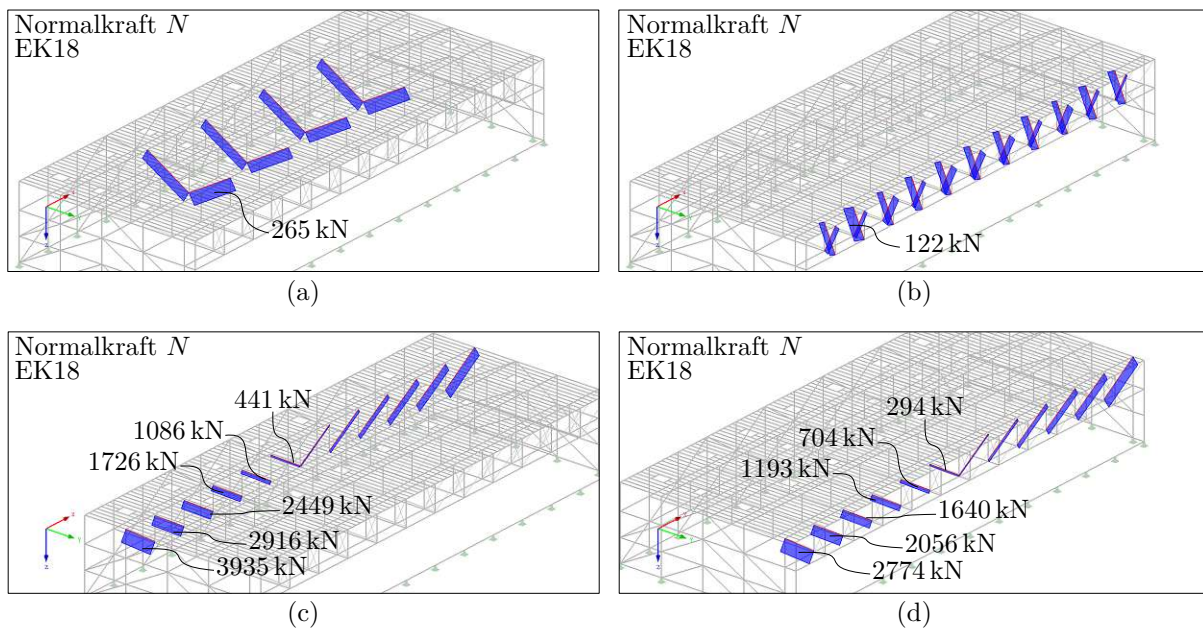 Normalkraft N
EK18
265 kN
(a)
Normalkraft N
EK18
122 kN
(b)
Normalkraft N
EK18
441 kN
1086 kN
1726 kN
2449 kN
2916 kN
3935 kN
(c)
Normalkraft N
EK18
294 kN
704 kN
1193 kN
1640 kN
2056 kN
2774 kN
(d)